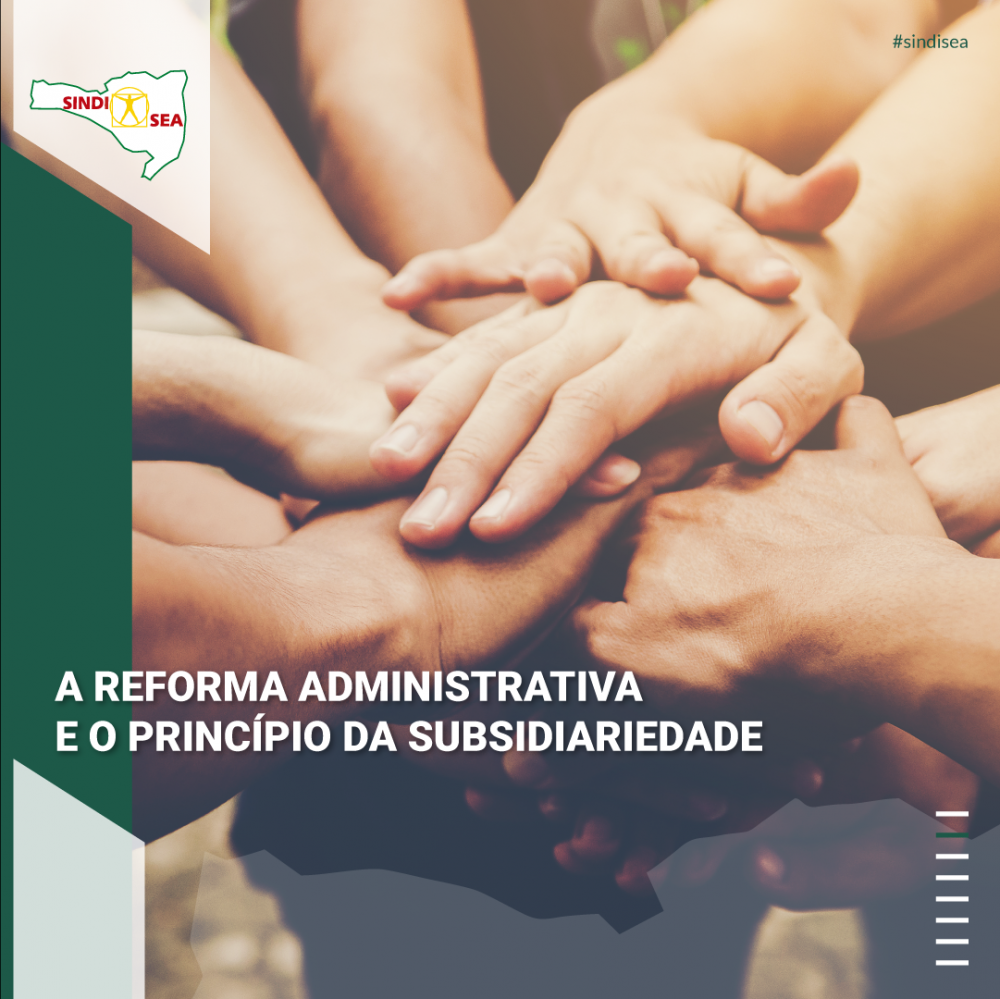 #sindisea
SINDI
SEA
A REFORMA ADMINISTRATIVA
E O PRINCÍPIO DA SUBSIDIARIEDADE